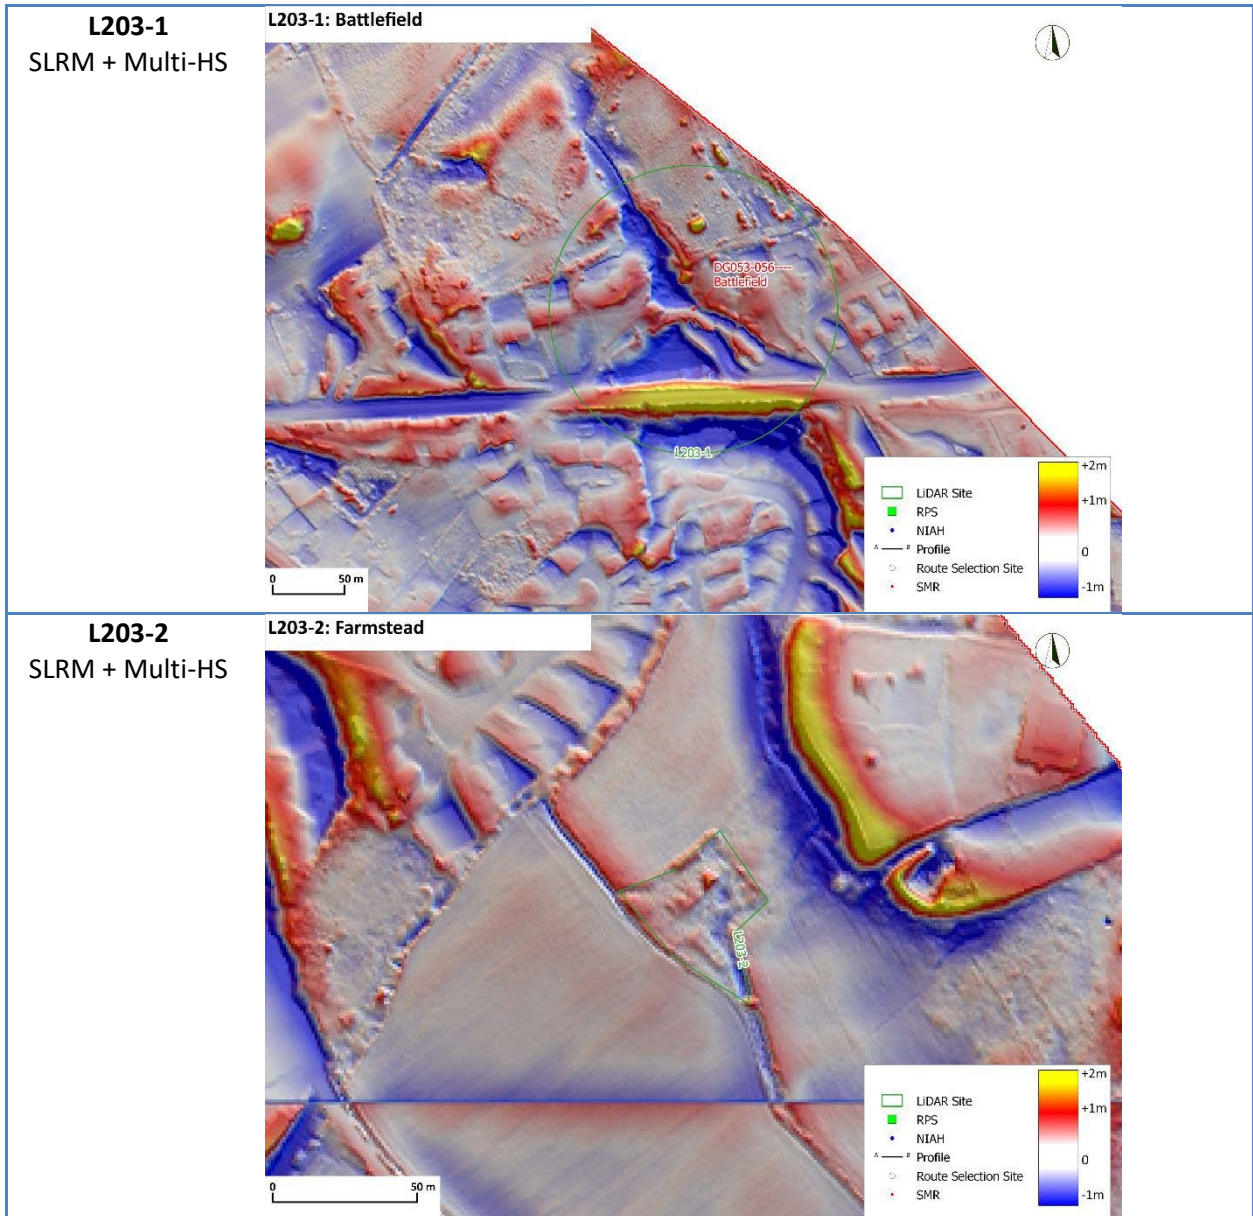 L203-1
SLRM + Multi-HS
L203-1: Battlefield
DG053-056----
Battlefield
L203-1
LiDAR Site
RPS
NIAH
A B Profile
Route Selection Site
SMR
+2m
+1m
0
-1m
0 50 m
L203-2
SLRM + Multi-HS
L203-2: Farmstead
L203-2
LiDAR Site
RPS
NIAH
A B Profile
Route Selection Site
SMR
+2m
+1m
0
-1m
0 50 m